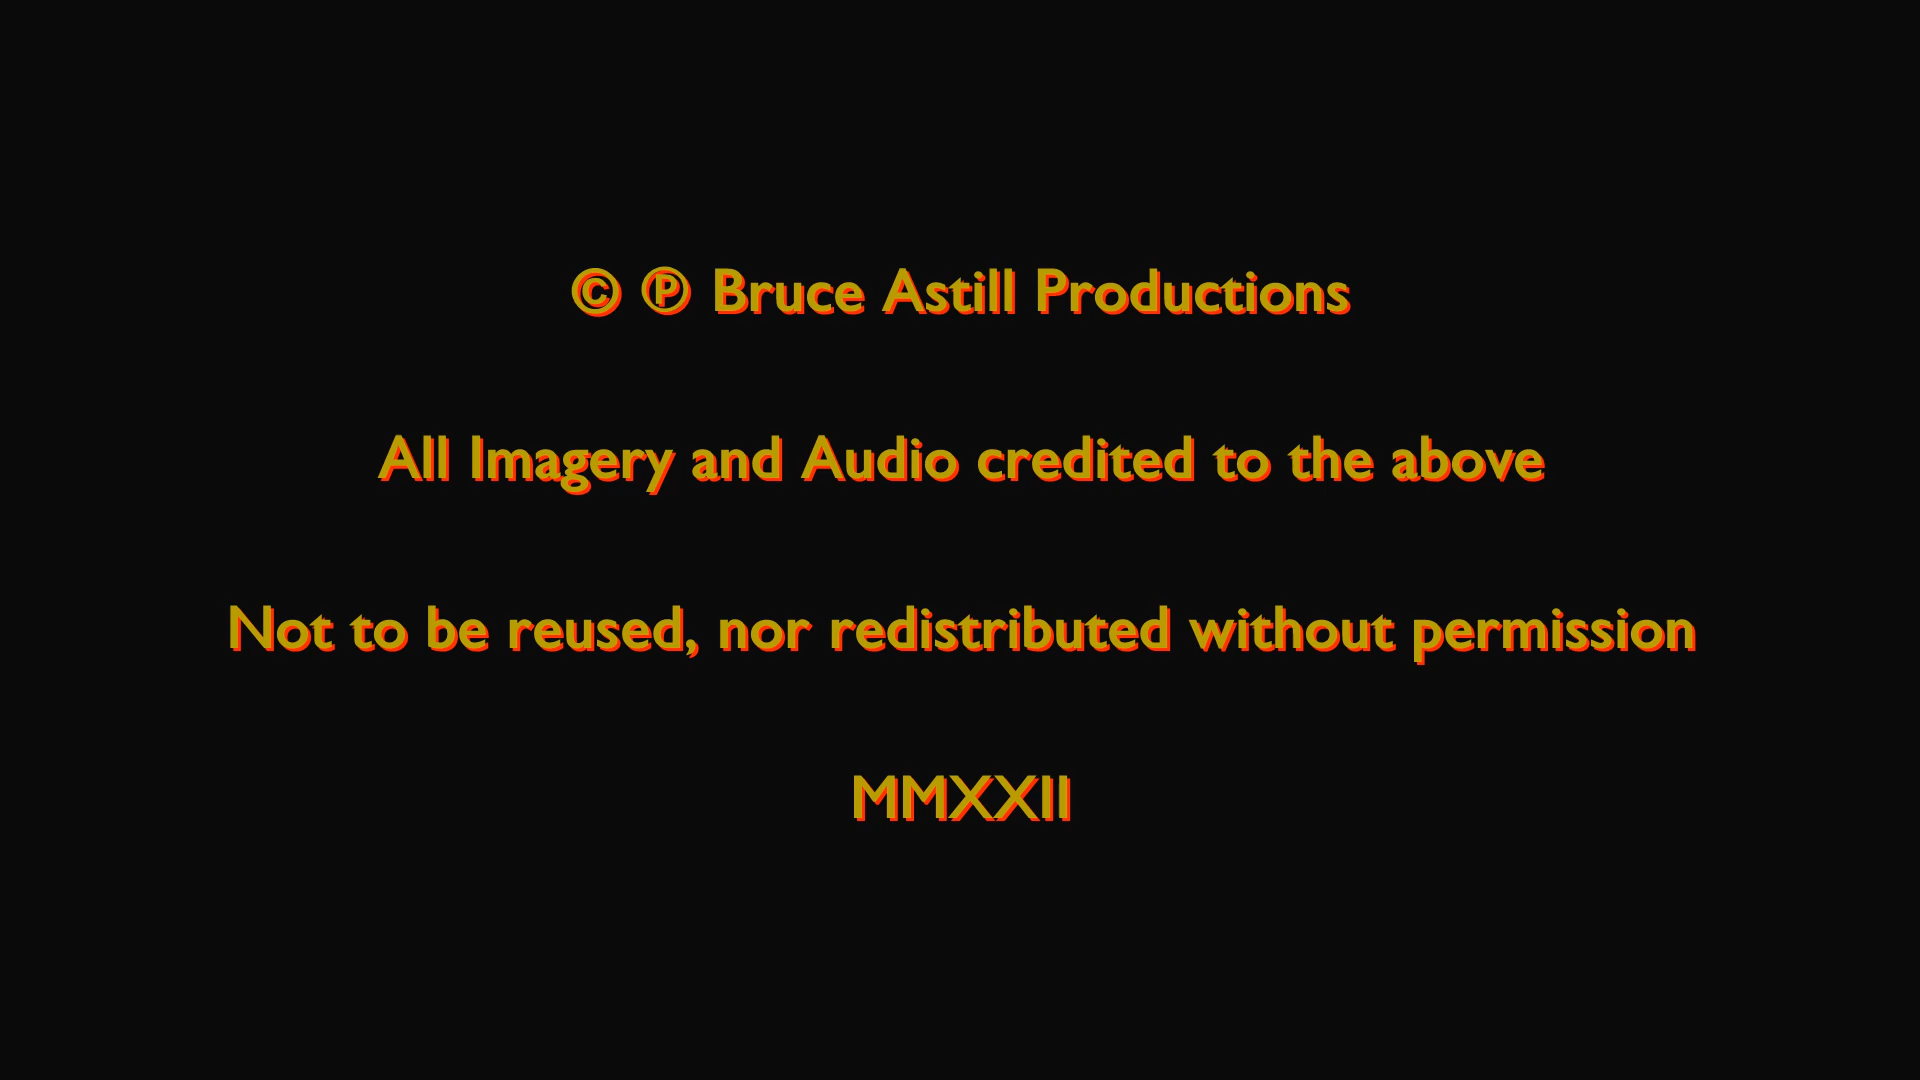 © ℗ Bruce Astill Productions
All Imagery and Audio credited to the above
Not to be reused, nor redistributed without permission
MMXXII